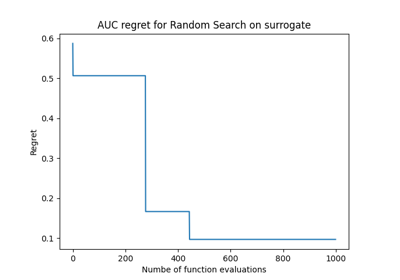 AUC regret for Random Search on surrogate
0.6
0.5
0.4
0.3
0.2
0.1
Regret
0 200 400 600 800 1000
Numbe of function evaluations